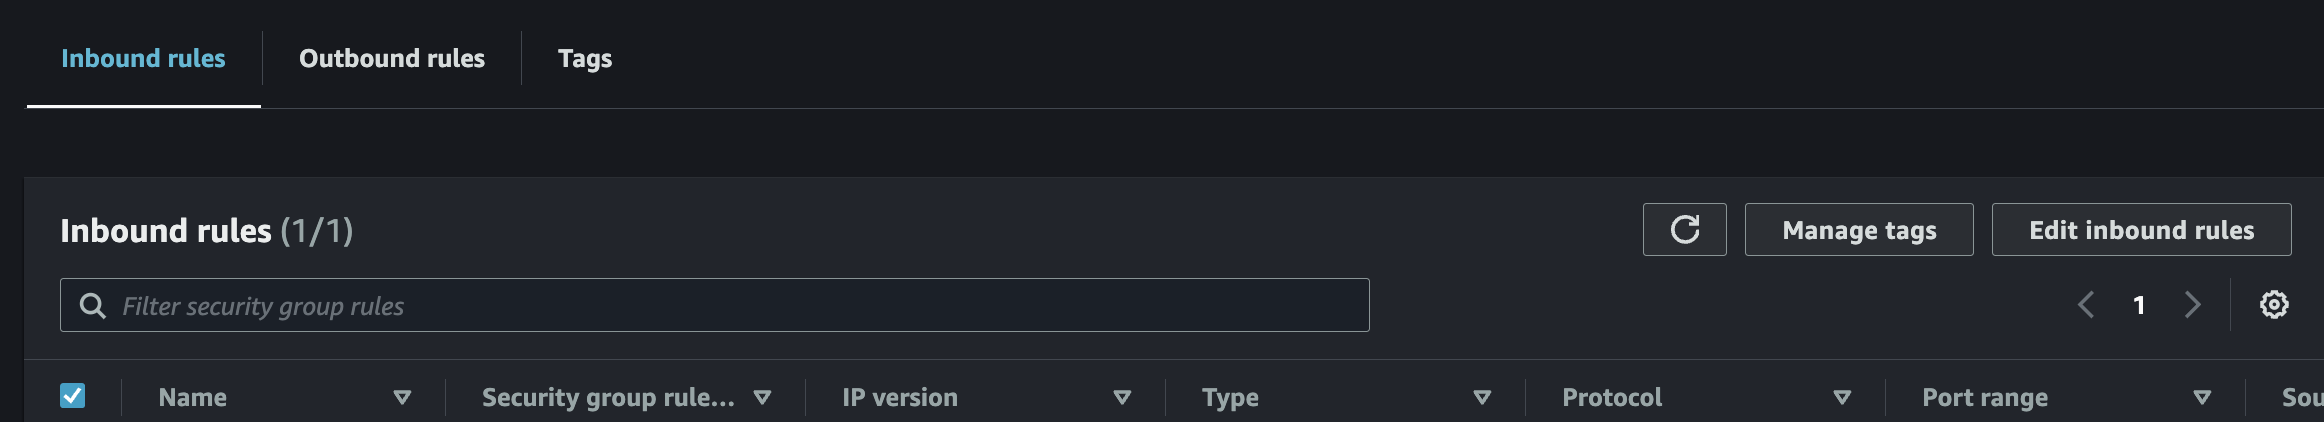 Inbound rules Outbound rules Tags
Inbound rules (1/1) Manage tags Edit inbound rules
Filter security group rules 1
Name Security group rule... IP version Type Protocol Port range Sou